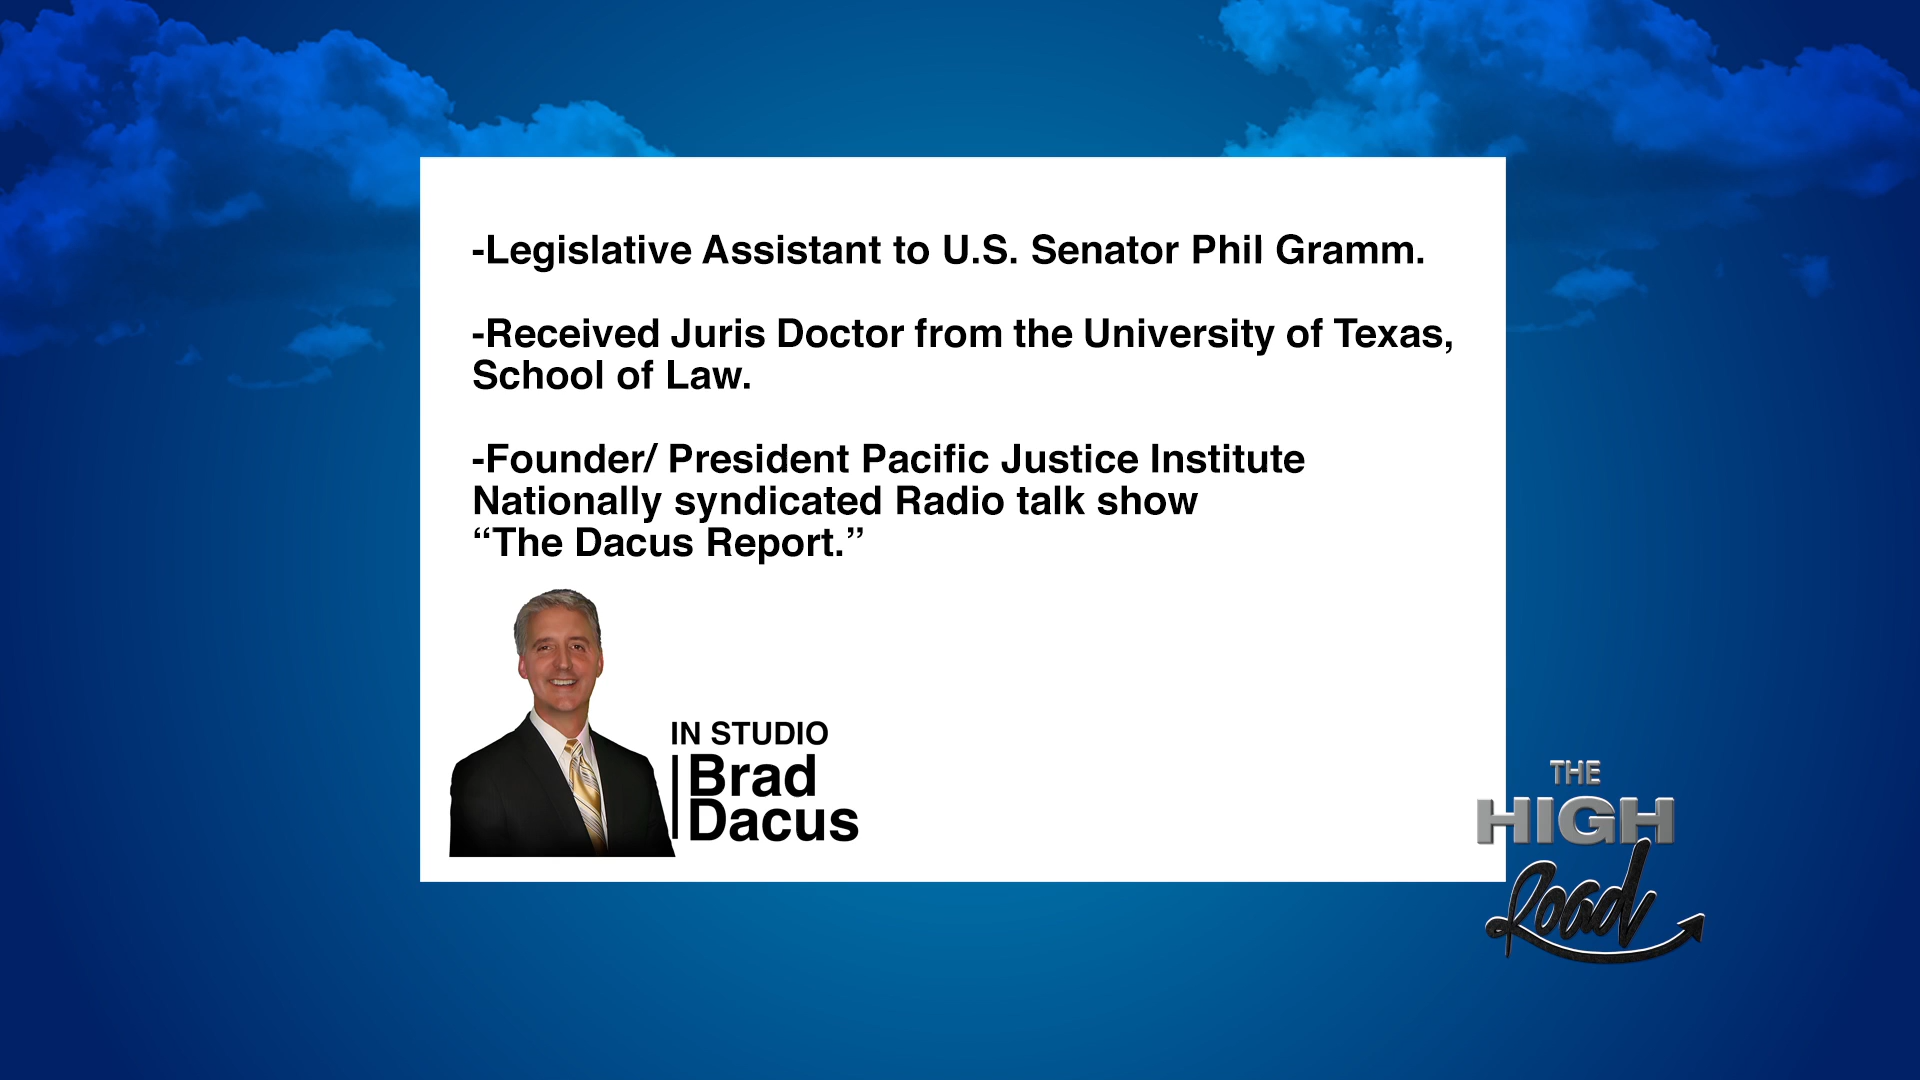 -Legislative Assistant to U.S. Senator Phil Gramm.
-Received Juris Doctor from the University of Texas,
School of Law.
-Founder/ President Pacific Justice Institute
Nationally syndicated Radio talk show
“The Dacus Report.”
IN STUDIO
Brad
Dacus
THE
HIGH
Road